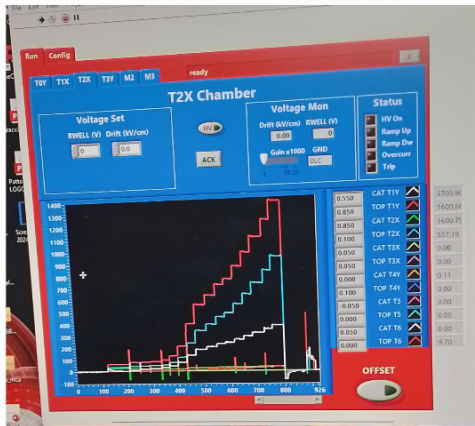 File Edit View
Run Config
X
ready
T0Y T1X T2X T3Y M2 M3
T2X Chamber
Voltage Set
RWELL (V) Drift (kV/cm)
0 0.0
HV
ACK
Voltage Mon
Drift (kV/cm) RWELL (V)
0.00 0
Gain x1000 GND
DLC
1 10 25
Status
HV On
Ramp Up
Ramp Dw
Overcurr
Trip
1400
1300
1200
1100
1000
900
800
700
600
500
400
300
200
100
0
-100
0 100 200 300 400 500 600 700 800 926
0.550 CAT T1Y
0.850 TOP T1Y
0.850 CAT T2X
0.100 TOP T2X 557.19
0.050 CAT T3X 0.00
0.050 TOP T3X 0.00
0.000 CAT T4Y 0.11
0.100 TOP T4Y 0.00
-0.050 CAT T5 0.00
0.000 TOP T5 0.00
0.050 CAT T6 0.00
0.000 TOP T6 9.70
OFFSET